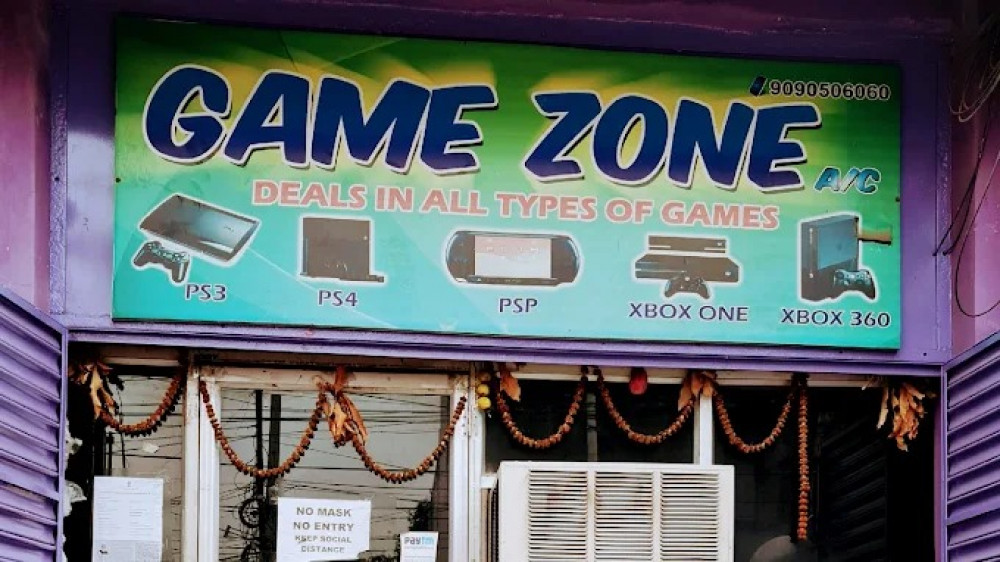 9090506060
GAME ZONE
A/C
DEALS IN ALL TYPES OF GAMES
PS3
PS4
PSP
XBOX ONE
XBOX 360
NO MASK
NO ENTRY
KEEP SOCIAL
DISTANCE
Paytm